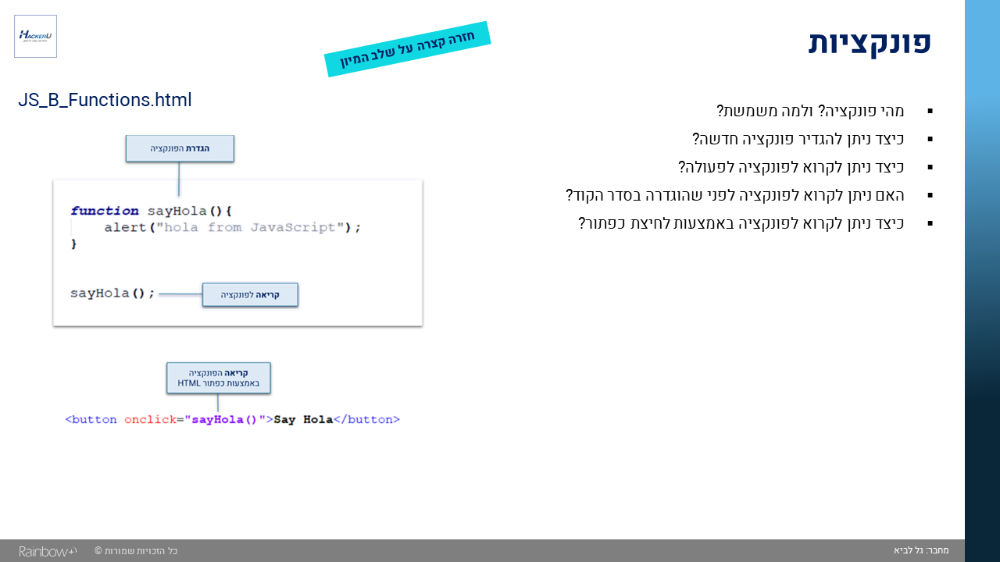 HACKERU
חזרה קצרה על שלב המיון
פונקציות
JS_B_Functions.html
מהי פונקציה? ולמה משמשת?
כיצד ניתן להגדיר פונקציה חדשה?
כיצד ניתן לקרוא לפונקציה לפעולה?
האם ניתן לקרוא לפונקציה לפני שהוגדרה בסדר הקוד?
כיצד ניתן לקרוא לפונקציה באמצעות לחיצת כפתור?
הגדרת הפונקציה
function sayHola(){
alert("hola from JavaScript");
}
sayHola();
קריאה לפונקציה
קריאה הפונקציה
באמצעות כפתור HTML
<button onclick="sayHola()">Say Hola</button>
Rainbow+
כל הזכויות שמורות ©
מחבר: גל לביא